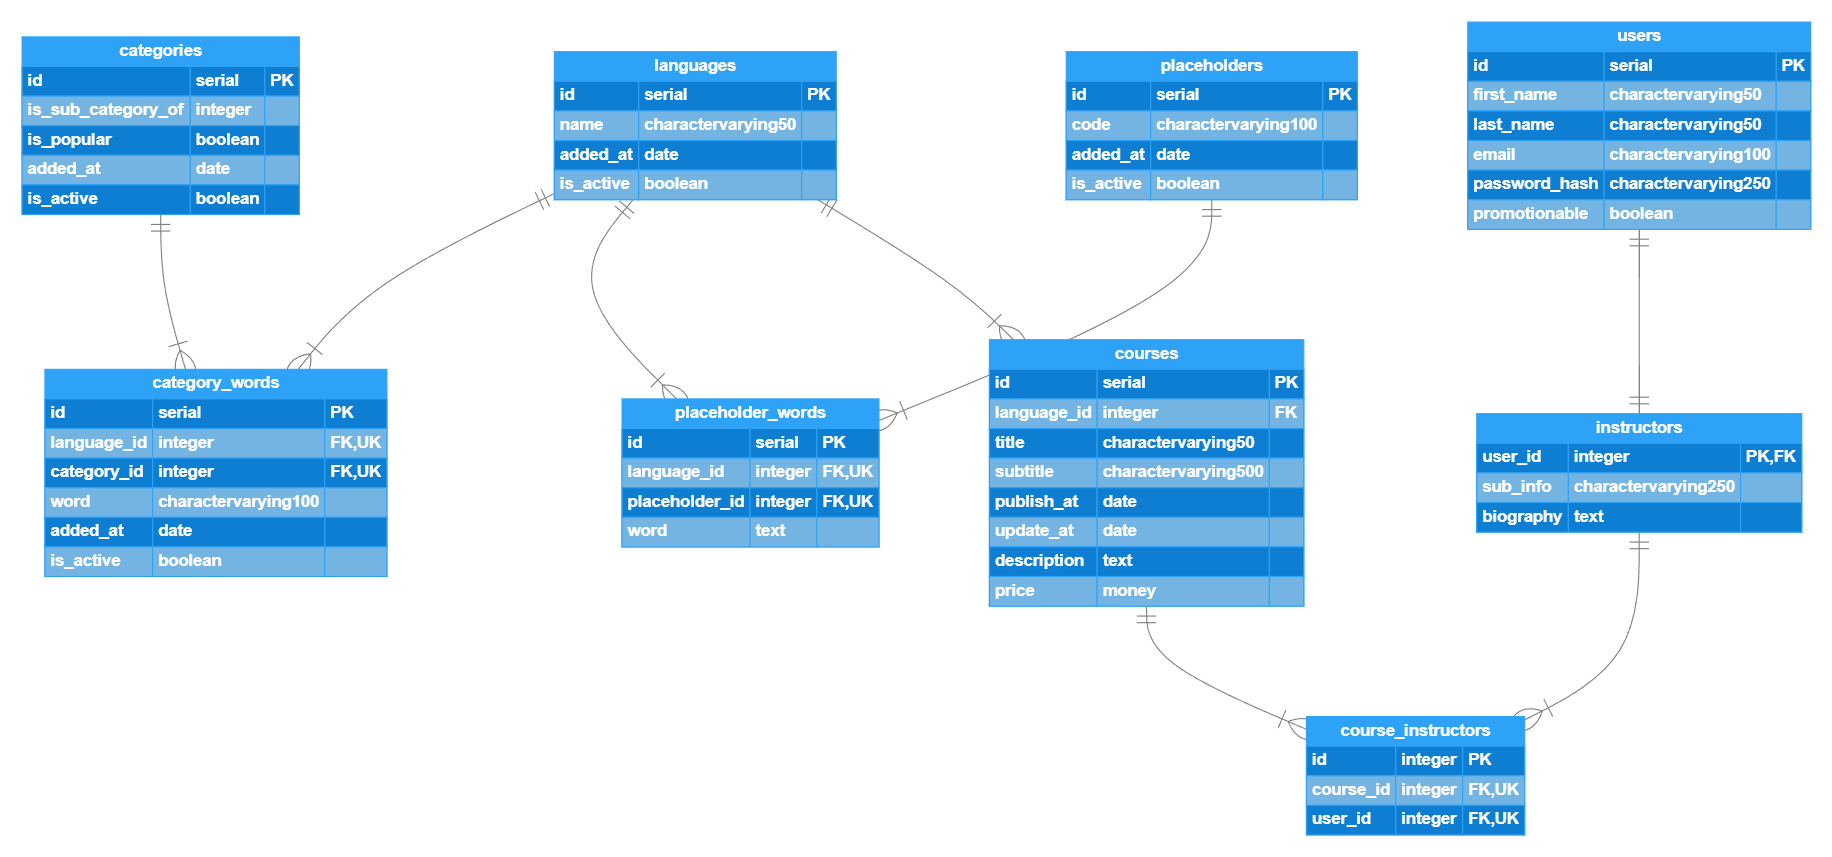 categories
id serial PK
is_sub_category_of integer
is_popular boolean
added_at date
is_active boolean
languages
id serial PK
name charactervarying50
added_at date
is_active boolean
placeholders
id serial PK
code charactervarying100
added_at date
is_active boolean
users
id serial PK
first_name charactervarying50
last_name charactervarying50
email charactervarying100
password_hash charactervarying250
promotionable boolean
category_words
id serial PK
language_id integer FK,UK
category_id integer FK,UK
word charactervarying100
added_at date
is_active boolean
placeholder_words
id serial PK
language_id integer FK,UK
placeholder_id integer FK,UK
word text
courses
id serial PK
language_id integer FK
title charactervarying50
subtitle charactervarying500
publish_at date
update_at date
description text
price money
instructors
user_id integer PK,FK
sub_info charactervarying250
biography text
course_instructors
id integer PK
course_id integer FK,UK
user_id integer FK,UK